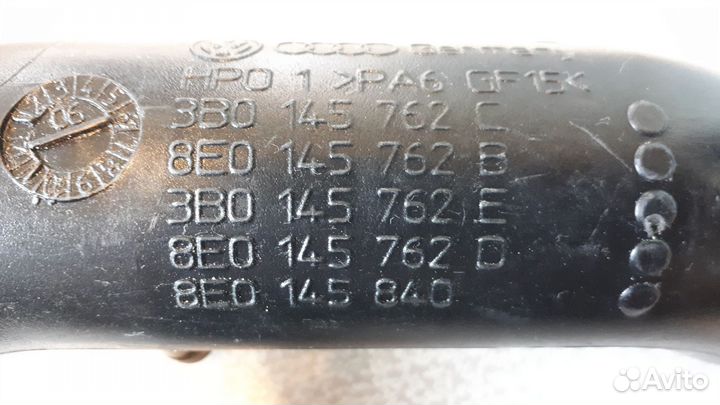 Germany
HPO 1 >PA6 GF15<
3B0 145 762 C
8E0 145 762 B
3B0 145 762 E
8E0 145 762 D
8E0 145 840
06
Avito